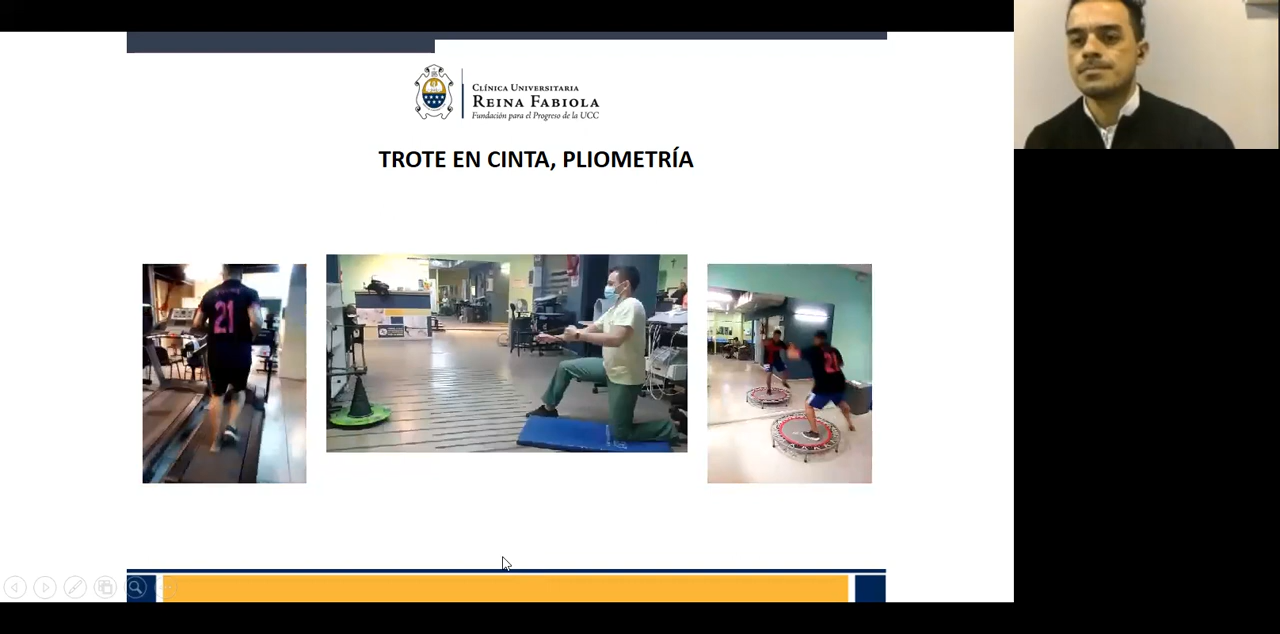 CLÍNICA UNIVERSITARIA
REINA FABIOLA
Fundación para el Progreso de la UCC
TROTE EN CINTA, PLIOMETRÍA
21
21